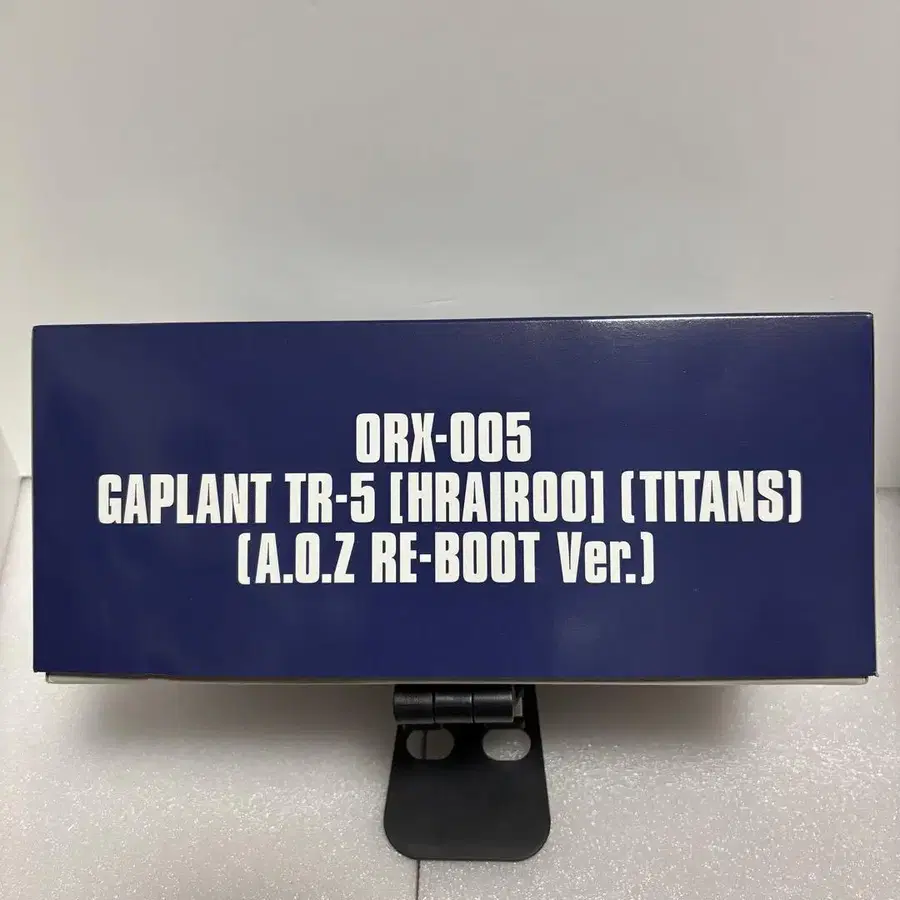 ORX-005
GAPLANT TR-5 [HRAIROO] (TITANS)
(A.O.Z RE-BOOT Ver.)